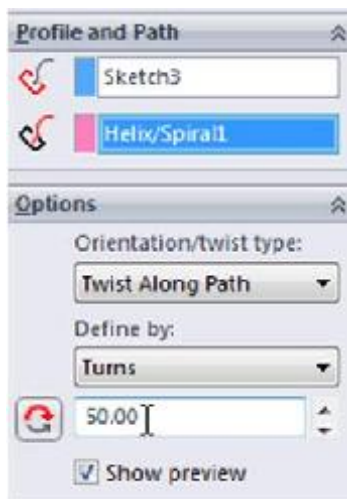 Profile and Path
Sketch3
Helix/Spiral1
Options
Orientation/twist type:
Twist Along Path
Define by:
Turns
50.00
Show preview